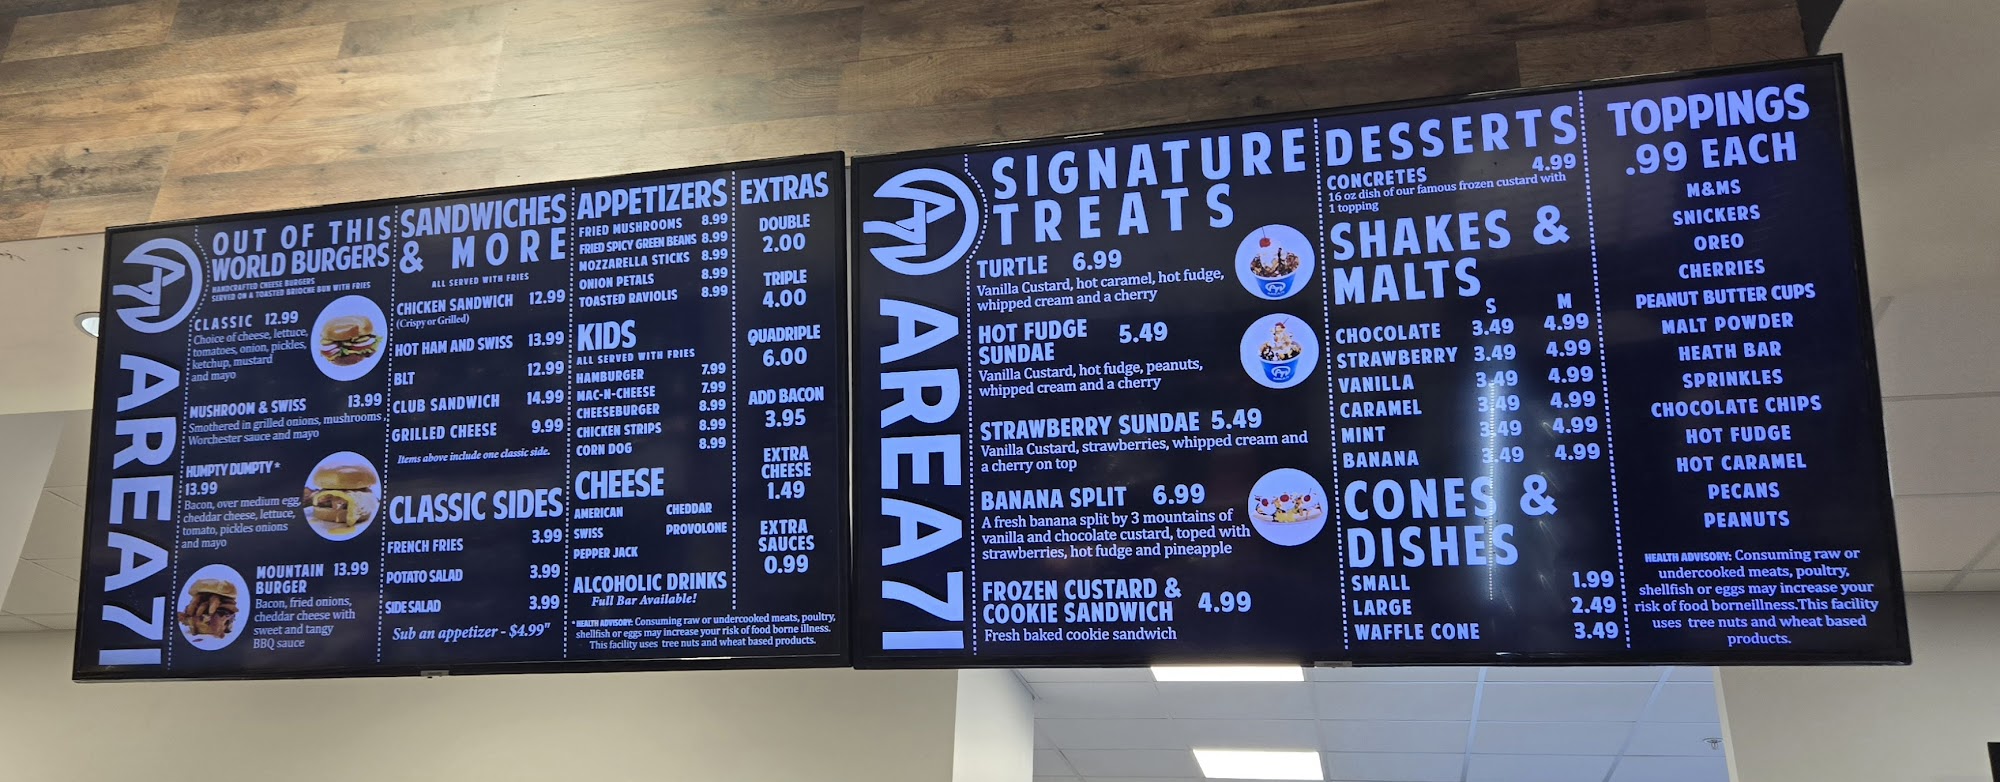 AREA71
OUT OF THIS
WORLD BURGERS
HANDCRAFTED CHEESE BURGERS
SERVED ON A TOASTED BRIOCHE BUN WITH FRIES
CLASSIC 12.99
Choice of cheese, lettuce,
tomatoes, onion, pickles,
ketchup, mustard
and mayo
MUSHROOM & SWISS 13.99
Smothered in grilled onions, mushrooms,
Worchester sauce and mayo
HUMPTY DUMPTY *
13.99
Bacon, over medium egg,
cheddar cheese, lettuce,
tomato, pickles onions
and mayo
MOUNTAIN 13.99
BURGER
Bacon, fried onions,
cheddar cheese with
sweet and tangy
BBQ sauce
SANDWICHES
& MORE
ALL SERVED WITH FRIES
CHICKEN SANDWICH 12.99
(Crispy or Grilled)
HOT HAM AND SWISS 13.99
BLT 12.99
CLUB SANDWICH 14.99
GRILLED CHEESE 9.99
Items above include one classic side.
CLASSIC SIDES
FRENCH FRIES 3.99
POTATO SALAD 3.99
SIDE SALAD 3.99
Sub an appetizer - $4.99"
APPETIZERS
FRIED MUSHROOMS 8.99
FRIED SPICY GREEN BEANS 8.99
MOZZARELLA STICKS 8.99
ONION PETALS 8.99
TOASTED RAVIOLIS 8.99
KIDS
ALL SERVED WITH FRIES
HAMBURGER 7.99
MAC-N-CHEESE 7.99
CHEESEBURGER 8.99
CHICKEN STRIPS 8.99
CORN DOG 8.99
CHEESE
AMERICAN CHEDDAR
SWISS PROVOLONE
PEPPER JACK
ALCOHOLIC DRINKS
Full Bar Available!
* HEALTH ADVISORY: Consuming raw or undercooked meats, poultry,
shellfish or eggs may increase your risk of food borne illness.
This facility uses tree nuts and wheat based products.
EXTRAS
DOUBLE
2.00
TRIPLE
4.00
QUADRIPLE
6.00
ADD BACON
3.95
EXTRA
CHEESE
1.49
EXTRA
SAUCES
0.99
AREA71
SIGNATURE
TREATS
TURTLE 6.99
Vanilla Custard, hot caramel, hot fudge,
whipped cream and a cherry
HOT FUDGE 5.49
SUNDAE
Vanilla Custard, hot fudge, peanuts,
whipped cream and a cherry
STRAWBERRY SUNDAE 5.49
Vanilla Custard, strawberries, whipped cream and
a cherry on top
BANANA SPLIT 6.99
A fresh banana split by 3 mountains of
vanilla and chocolate custard, toped with
strawberries, hot fudge and pineapple
FROZEN CUSTARD &
COOKIE SANDWICH 4.99
Fresh baked cookie sandwich
DESSERTS
CONCRETES 4.99
16 oz dish of our famous frozen custard with
1 topping
SHAKES &
MALTS
S M
CHOCOLATE 3.49 4.99
STRAWBERRY 3.49 4.99
VANILLA 3.49 4.99
CARAMEL 3.49 4.99
MINT 3.49 4.99
BANANA 3.49 4.99
CONES &
DISHES
SMALL 1.99
LARGE 2.49
WAFFLE CONE 3.49
TOPPINGS
.99 EACH
M&MS
SNICKERS
OREO
CHERRIES
PEANUT BUTTER CUPS
MALT POWDER
HEATH BAR
SPRINKLES
CHOCOLATE CHIPS
HOT FUDGE
HOT CARAMEL
PECANS
PEANUTS
HEALTH ADVISORY: Consuming raw or
undercooked meats, poultry,
shellfish or eggs may increase your
risk of food borneillness.This facility
uses tree nuts and wheat based
products.